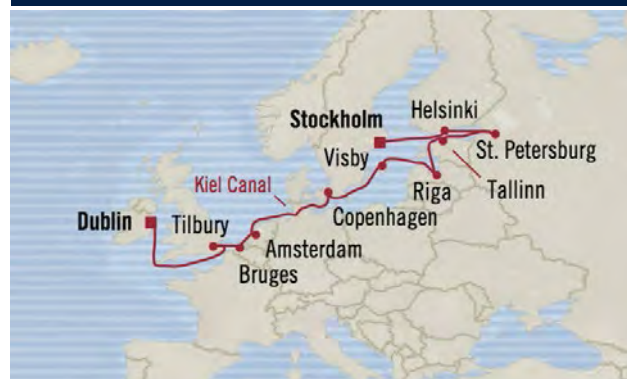 Helsinki
Stockholm
St. Petersburg
Visby
Tallinn
Riga
Kiel Canal
Copenhagen
Dublin
Tilbury
Amsterdam
Bruges